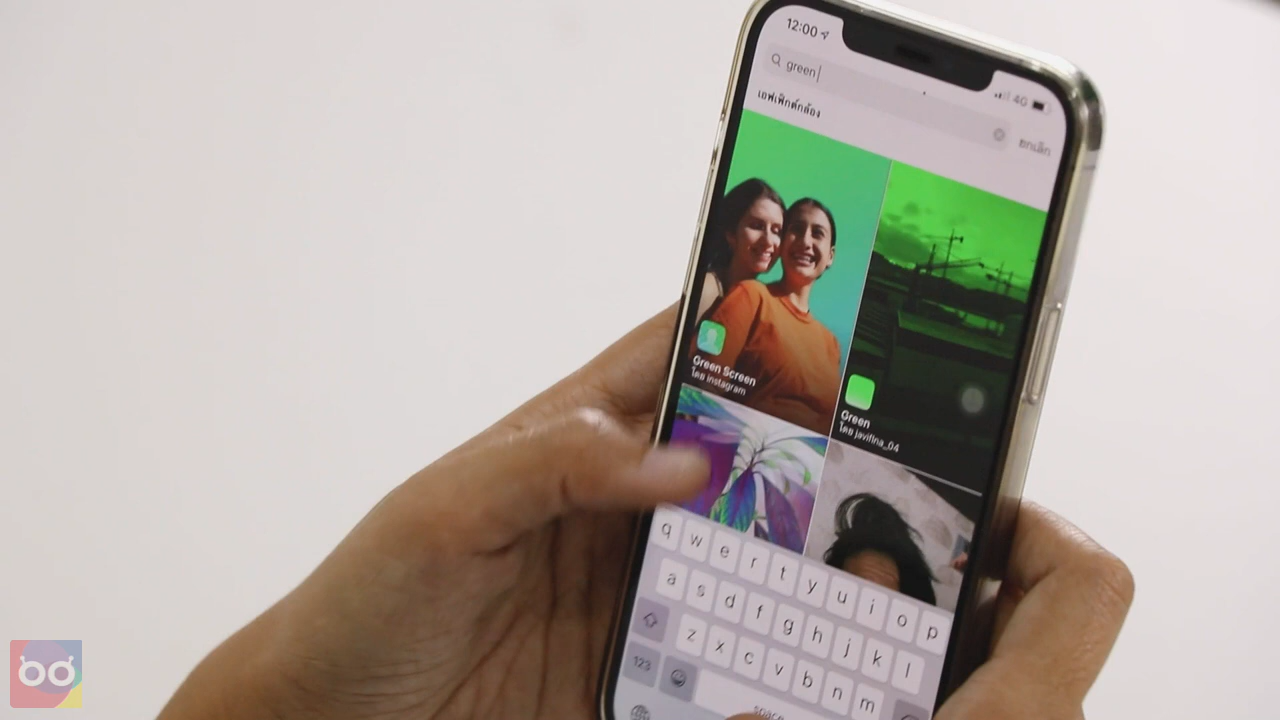 12:00
4G
green
ยกเลิก
เอฟเฟ็กต์กล้อง
Green Screen
โดย instagram
Green
โดย javifina_04
q w e r t y u i o p
a s d f g h j k l
z x c v b n m
123
space